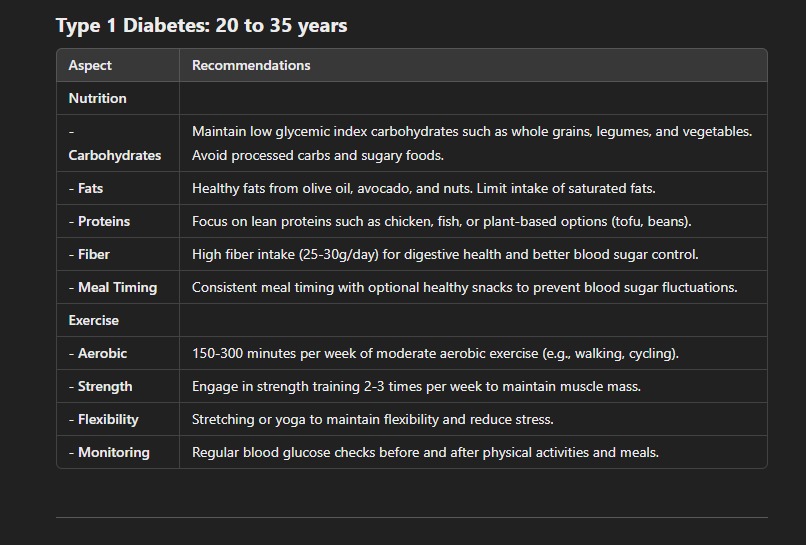 Type 1 Diabetes: 20 to 35 years
Aspect Recommendations
Nutrition
- Carbohydrates Maintain low glycemic index carbohydrates such as whole grains, legumes, and vegetables.
Avoid processed carbs and sugary foods.
- Fats Healthy fats from olive oil, avocado, and nuts. Limit intake of saturated fats.
- Proteins Focus on lean proteins such as chicken, fish, or plant-based options (tofu, beans).
- Fiber High fiber intake (25-30g/day) for digestive health and better blood sugar control.
- Meal Timing Consistent meal timing with optional healthy snacks to prevent blood sugar fluctuations.
Exercise
- Aerobic 150-300 minutes per week of moderate aerobic exercise (e.g., walking, cycling).
- Strength Engage in strength training 2-3 times per week to maintain muscle mass.
- Flexibility Stretching or yoga to maintain flexibility and reduce stress.
- Monitoring Regular blood glucose checks before and after physical activities and meals.